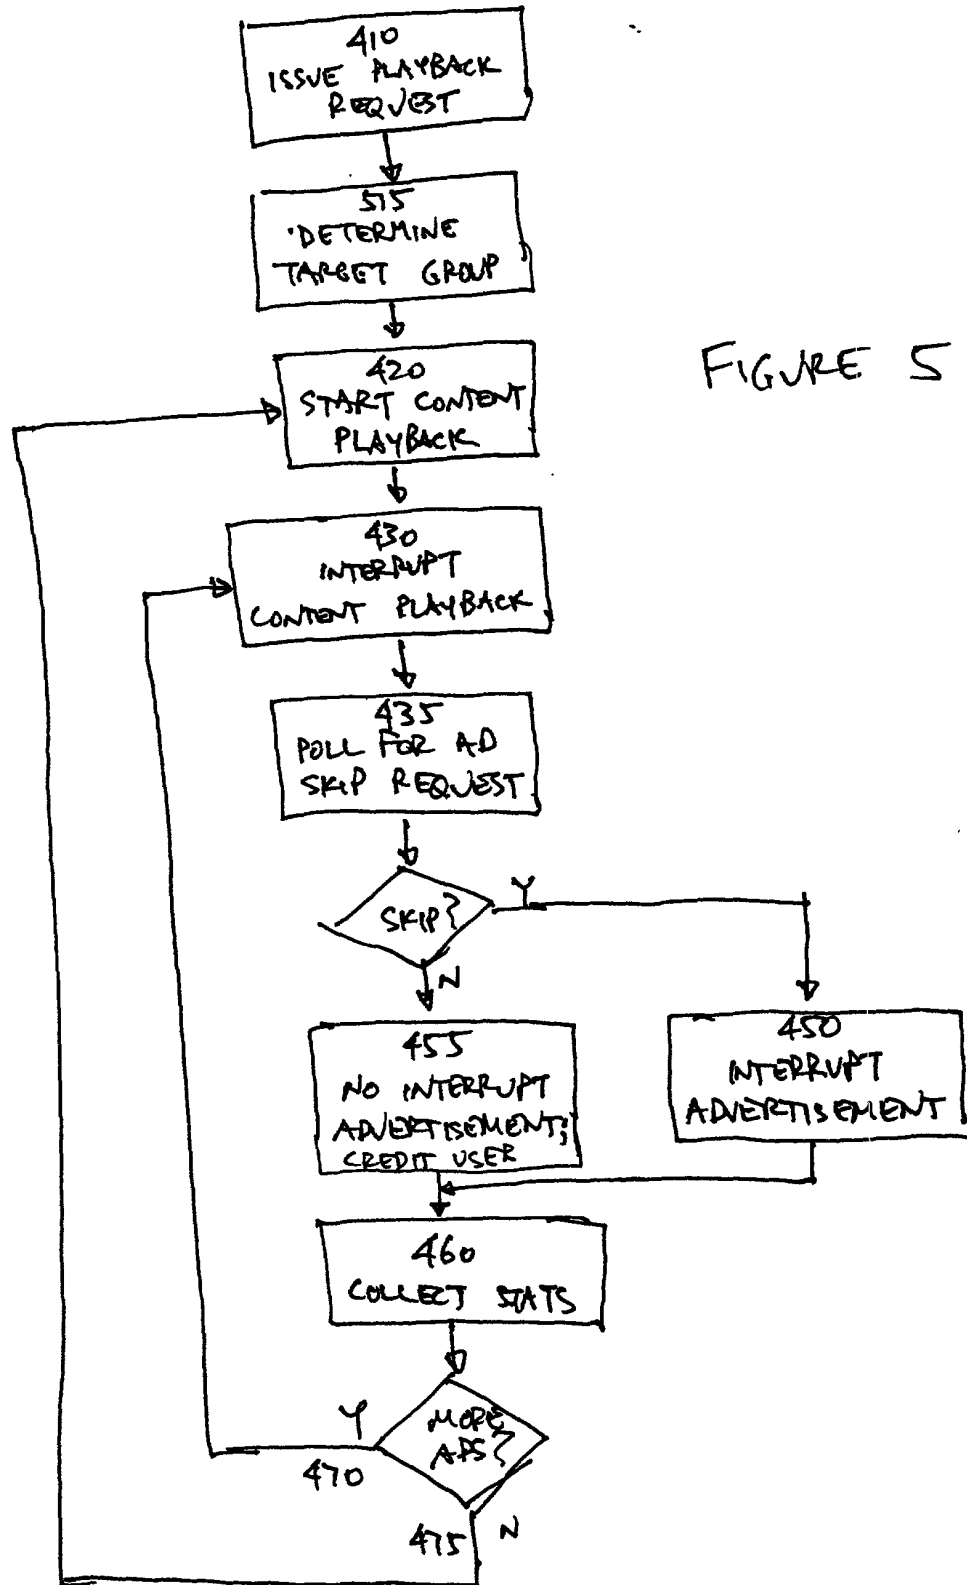 410
ISSUE PLAYBACK
REQUEST
515
DETERMINE
TARGET GROUP
420
START CONTENT
PLAYBACK
FIGURE 5
430
INTERRUPT
CONTENT PLAYBACK
435
POLL FOR AD
SKIP REQUEST
SKIP?
Y
N
455
NO INTERRUPT
ADVERTISEMENT;
CREDIT USER
450
INTERRUPT
ADVERTISEMENT
460
COLLECT STATS
MORE
ADS?
Y
470
475
N